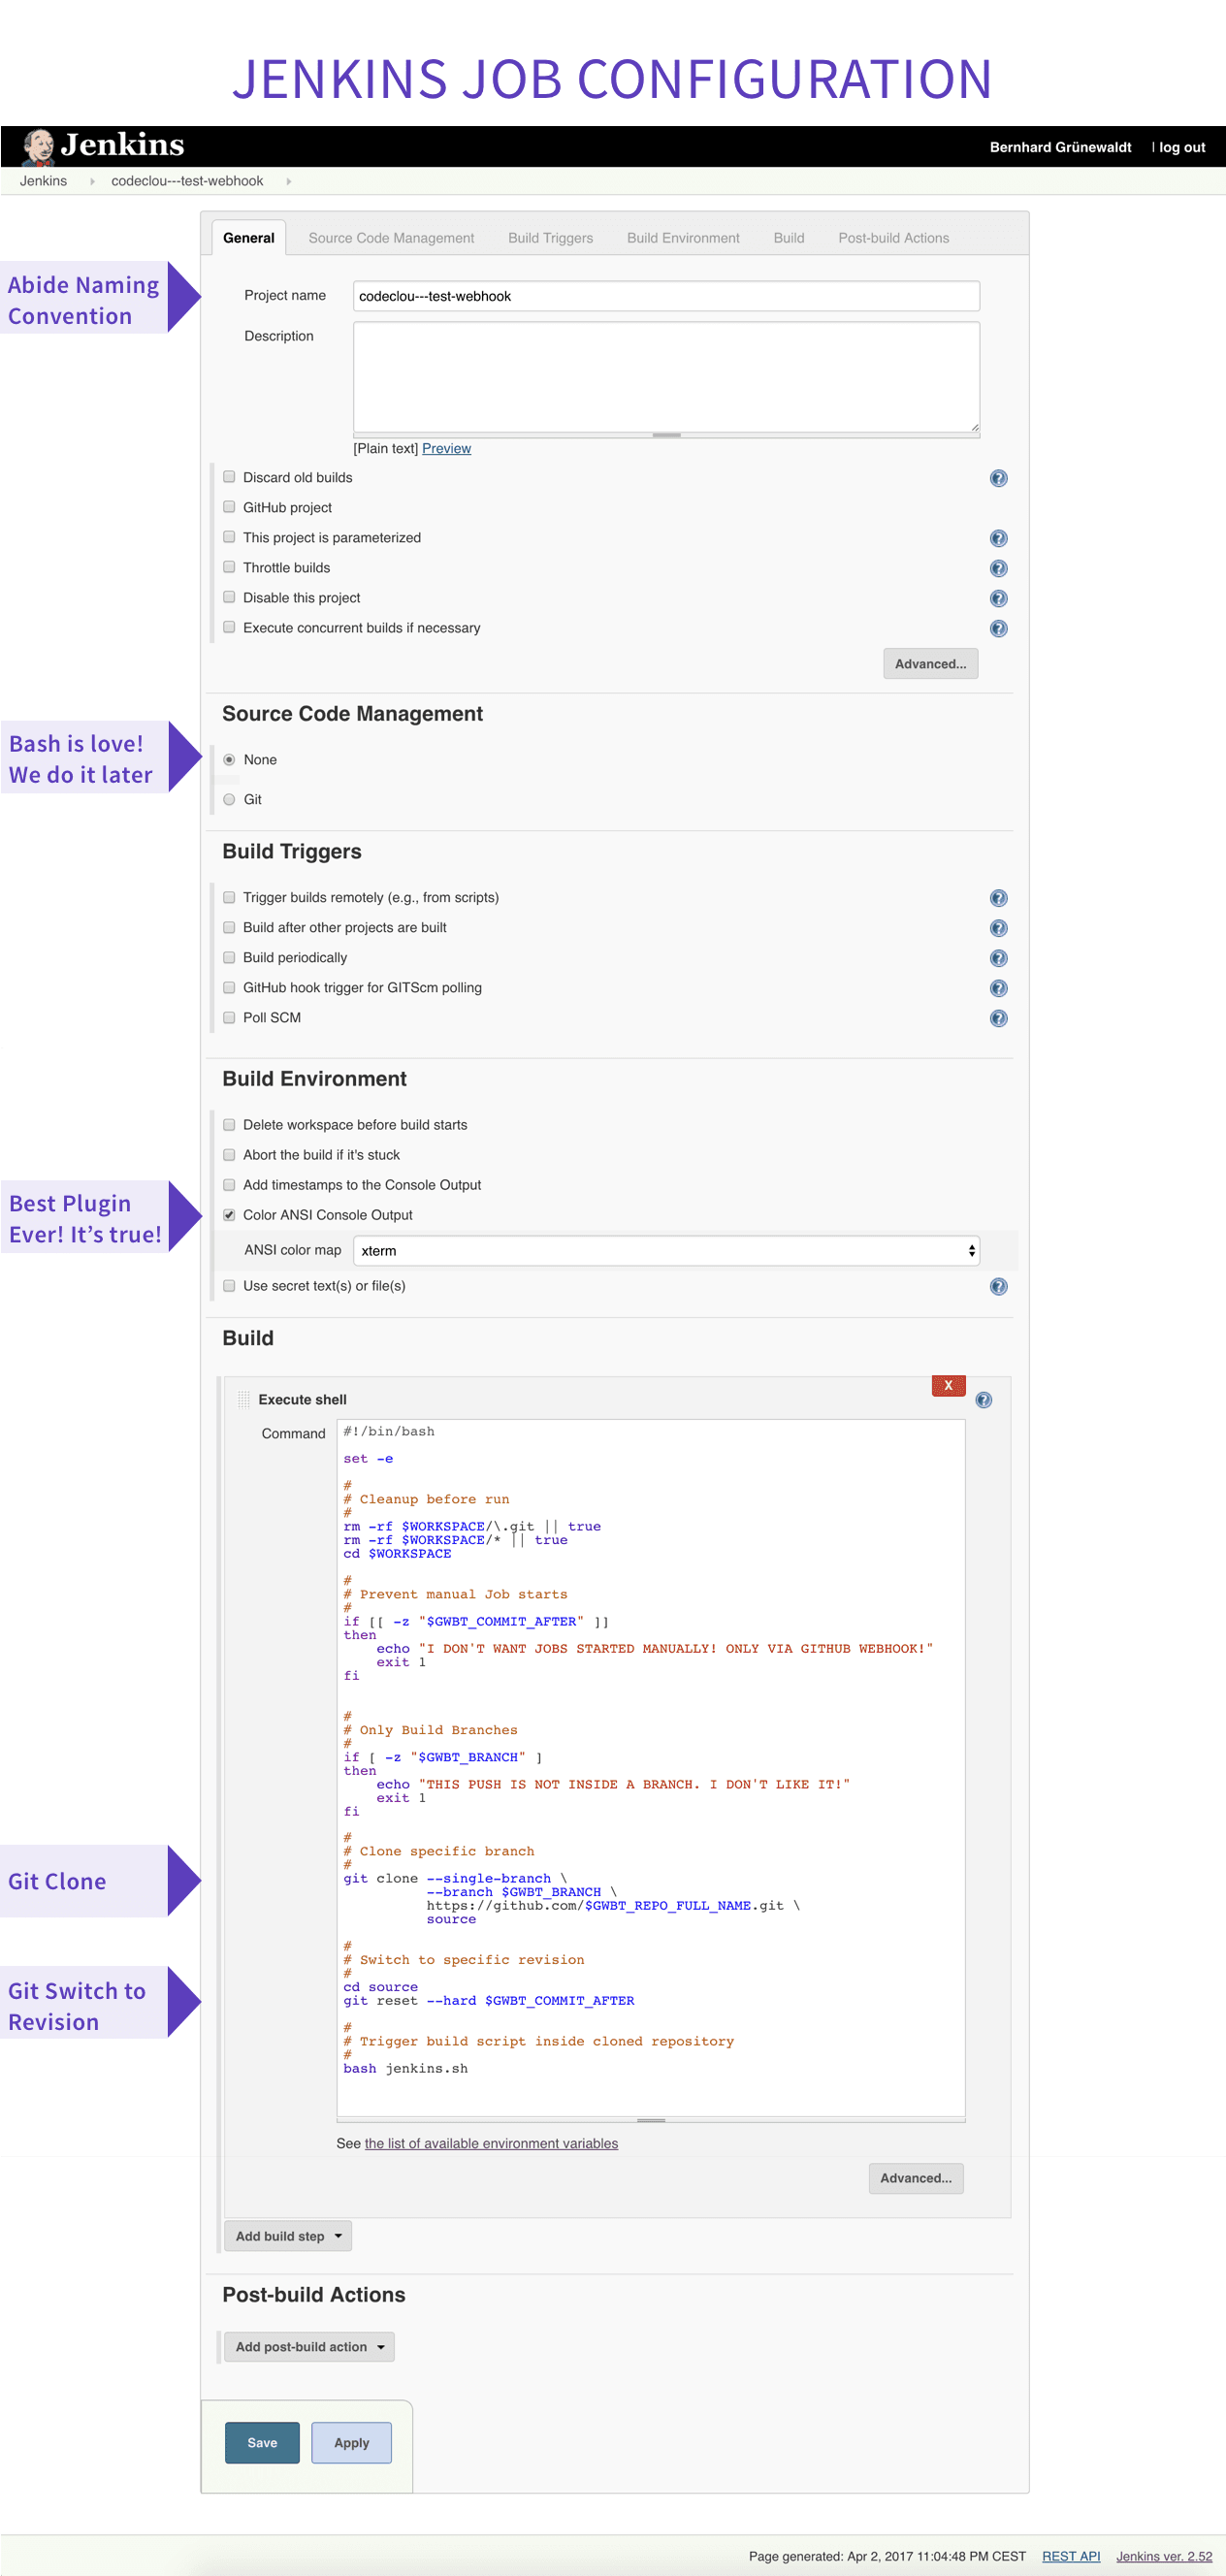 JENKINS JOB CONFIGURATION
Jenkins
Bernhard Grünewaldt | log out
Jenkins codeclou---test-webhook
General Source Code Management Build Triggers Build Environment Build Post-build Actions
Abide Naming
Convention
Project name codeclou---test-webhook
Description
[Plain text] Preview
Discard old builds
GitHub project
This project is parameterized
Throttle builds
Disable this project
Execute concurrent builds if necessary
Advanced...
Source Code Management
Bash is love!
We do it later
None
Git
Build Triggers
Trigger builds remotely (e.g., from scripts)
Build after other projects are built
Build periodically
GitHub hook trigger for GITScm polling
Poll SCM
Build Environment
Delete workspace before build starts
Abort the build if it's stuck
Add timestamps to the Console Output
Best Plugin
Ever! It’s true!
Color ANSI Console Output
ANSI color map xterm
Use secret text(s) or file(s)
Build
X
Execute shell
Command
#!/bin/bash
set -e
#
# Cleanup before run
#
rm -rf $WORKSPACE/\.git || true
rm -rf $WORKSPACE/* || true
cd $WORKSPACE
#
# Prevent manual Job starts
#
if [[ -z "$GWBT_COMMIT_AFTER" ]]
then
echo "I DON'T WANT JOBS STARTED MANUALLY! ONLY VIA GITHUB WEBHOOK!"
exit 1
fi
#
# Only Build Branches
#
if [ -z "$GWBT_BRANCH" ]
then
echo "THIS PUSH IS NOT INSIDE A BRANCH. I DON'T LIKE IT!"
exit 1
fi
#
# Clone specific branch
#
Git Clone
git clone --single-branch \
--branch $GWBT_BRANCH \
https://github.com/$GWBT_REPO_FULL_NAME.git \
source
#
# Switch to specific revision
#
Git Switch to
Revision
cd source
git reset --hard $GWBT_COMMIT_AFTER
#
# Trigger build script inside cloned repository
#
bash jenkins.sh
See the list of available environment variables
Advanced...
Add build step
Post-build Actions
Add post-build action
Save Apply
Page generated: Apr 2, 2017 11:04:48 PM CEST REST API Jenkins ver. 2.52